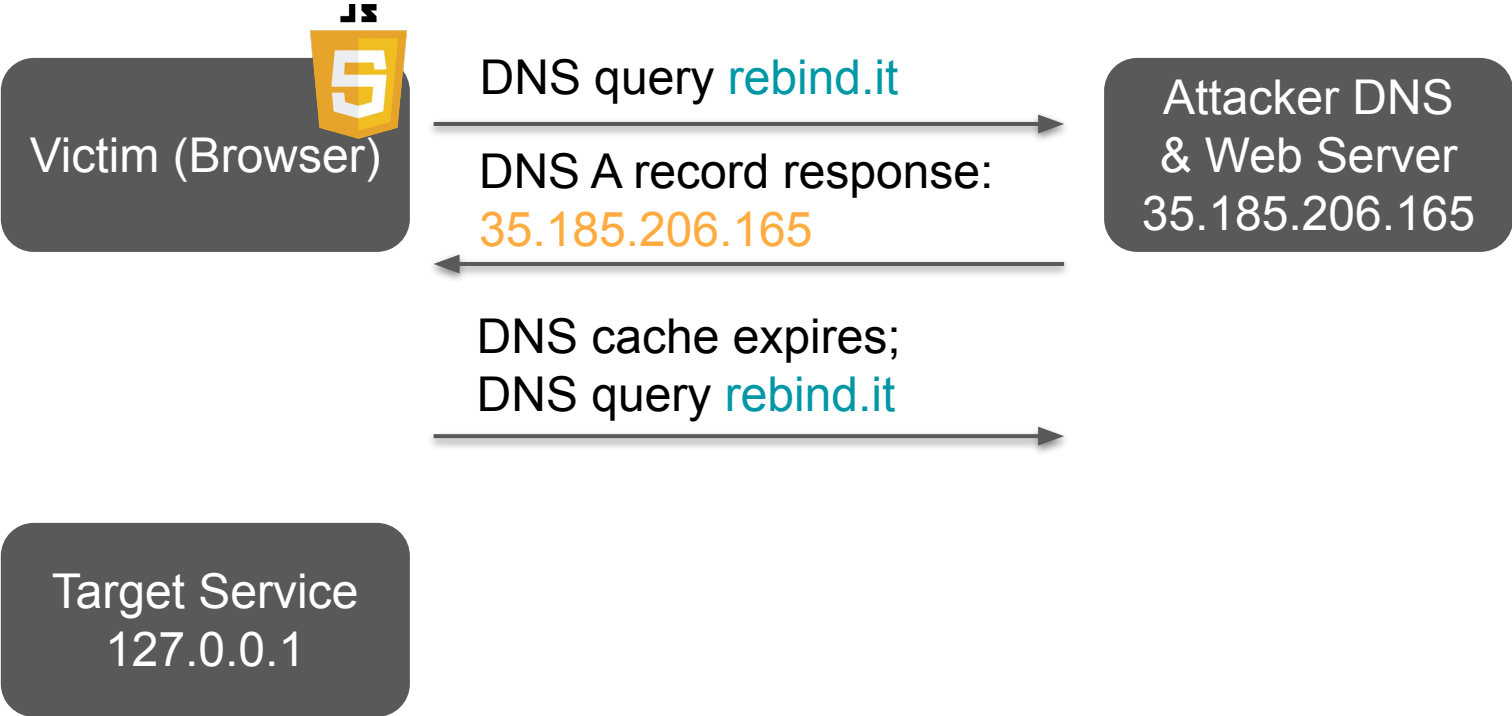 JS
Victim (Browser)
DNS query rebind.it
DNS A record response:
35.185.206.165
DNS cache expires;
DNS query rebind.it
Attacker DNS
& Web Server
35.185.206.165
Target Service
127.0.0.1